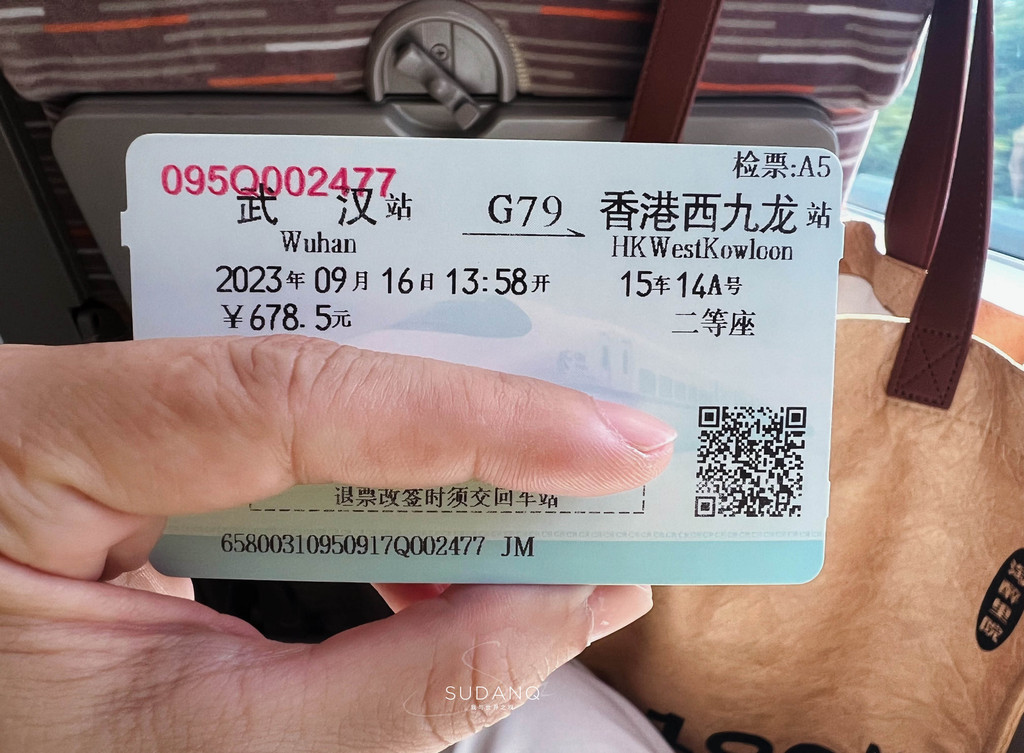 检票:A5
095Q002477
武 汉站 G79 香港西九龙站
Wuhan HKWestKowloon
2023年 09月 16日 13:58开 15车 14A号
￥678.5元 二等座
退票改签时须交回车站
65800310950917Q002477 JM
SUDANQ